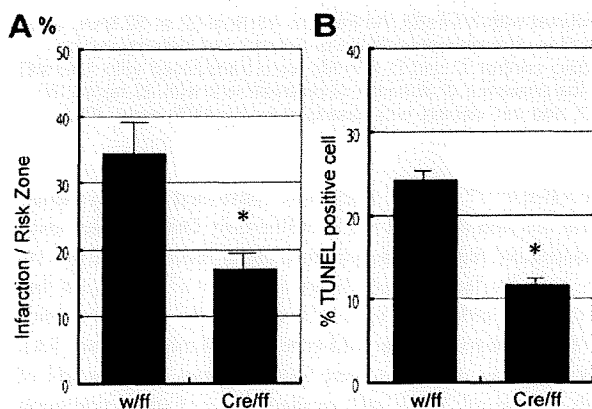 A %
50
40
30
20
10
0
Infarction / Risk Zone
*
w/ff
Cre/ff
B
40
30
20
10
0
% TUNEL positive cell
*
w/ff
Cre/ff